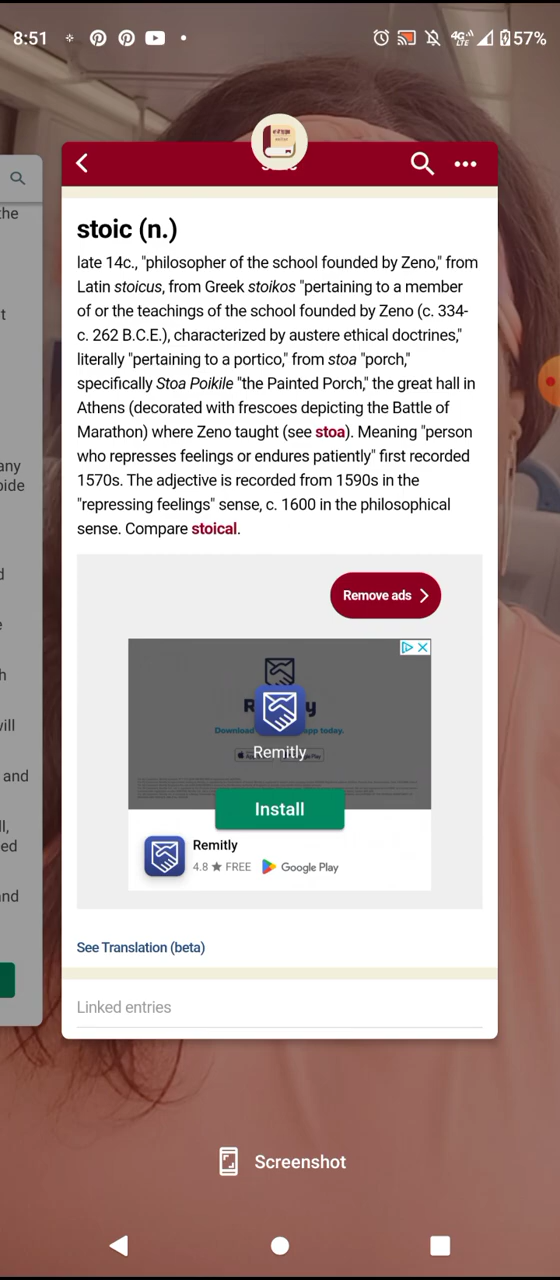 8:51
4G
LTE
57%
the
t
any
bide
d
e
h
vill
and
l,
ed
and
stoic (n.)
late 14c., "philosopher of the school founded by Zeno," from
Latin stoicus, from Greek stoikos "pertaining to a member
of or the teachings of the school founded by Zeno (c. 334-
c. 262 B.C.E.), characterized by austere ethical doctrines,"
literally "pertaining to a portico," from stoa "porch,"
specifically Stoa Poikile "the Painted Porch," the great hall in
Athens (decorated with frescoes depicting the Battle of
Marathon) where Zeno taught (see stoa). Meaning "person
who represses feelings or endures patiently" first recorded
1570s. The adjective is recorded from 1590s in the
"repressing feelings" sense, c. 1600 in the philosophical
sense. Compare stoical.
Remove ads
Remitly
Install
Remitly
4.8 ★ FREE Google Play
See Translation (beta)
Linked entries
Screenshot